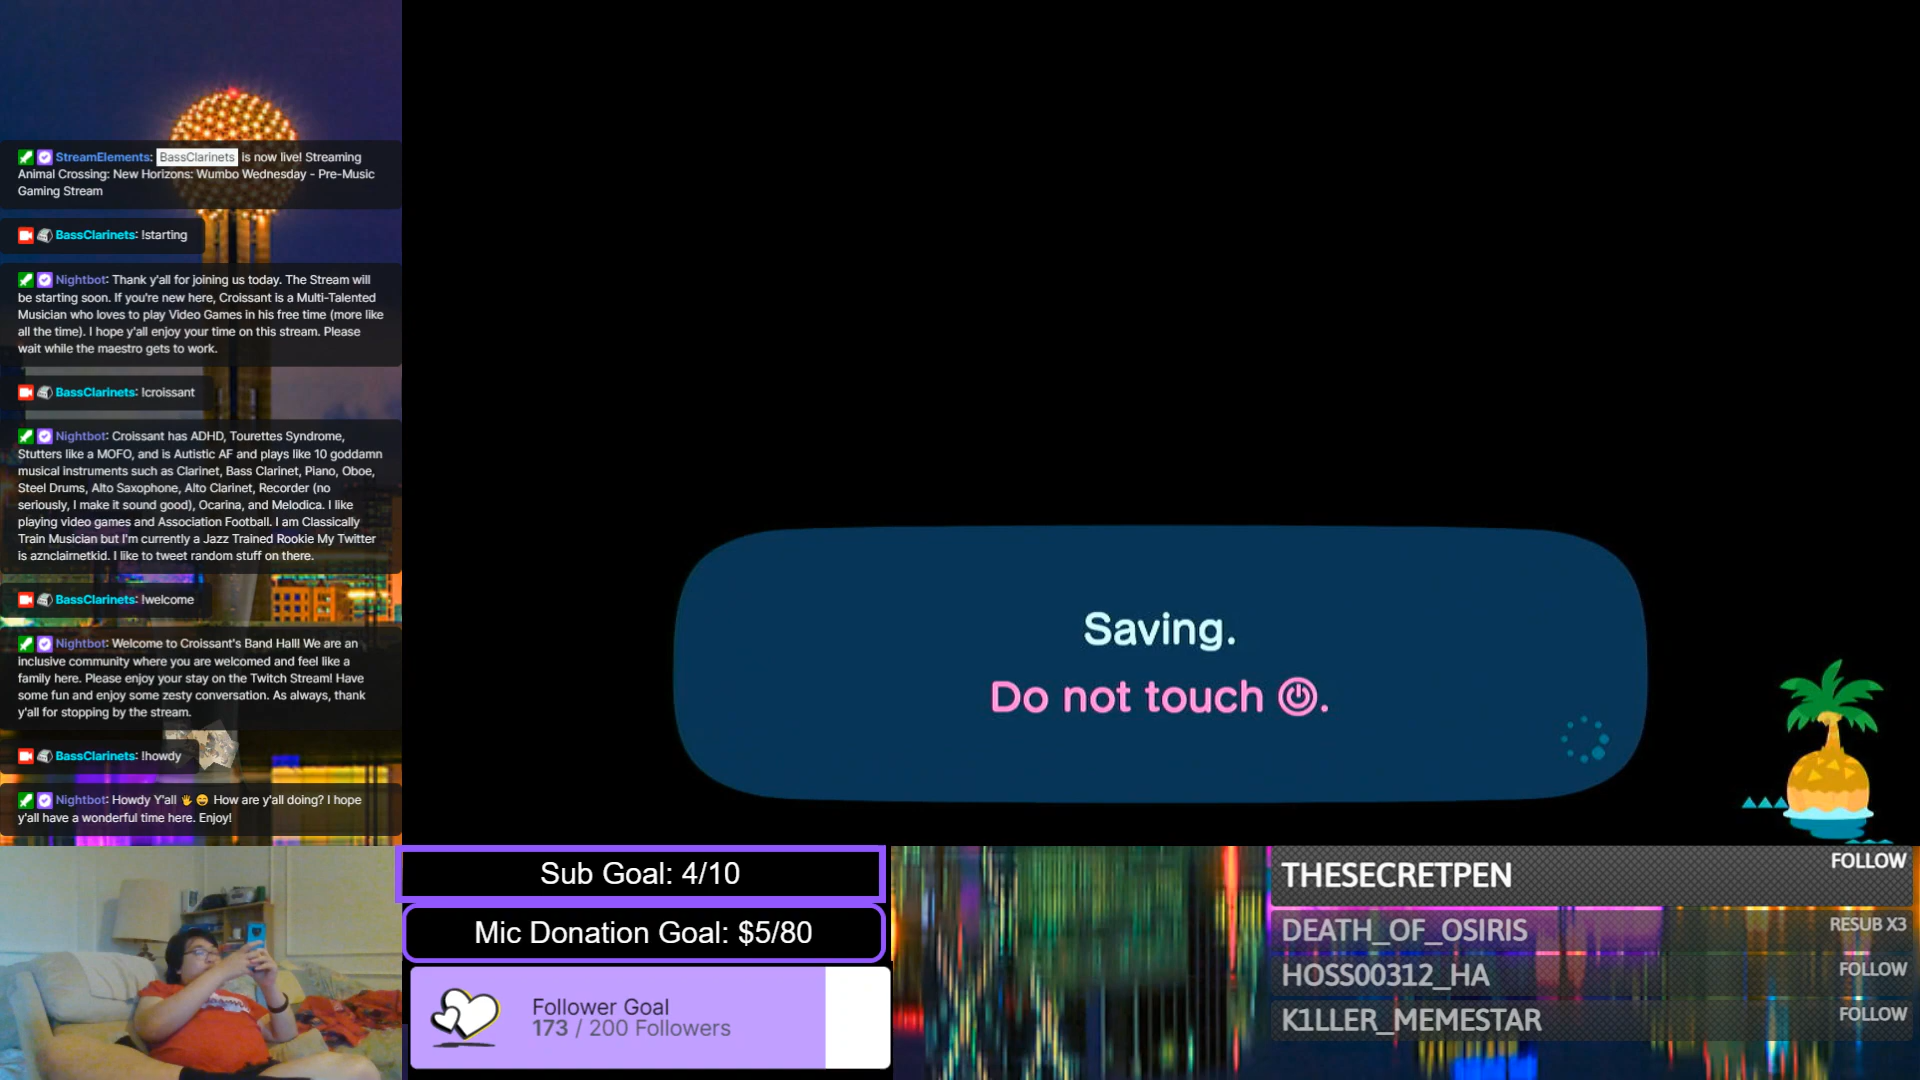 StreamElements: BassClarinets is now live! Streaming
Animal Crossing: New Horizons: Wumbo Wednesday - Pre-Music
Gaming Stream
BassClarinets: !starting
Nightbot: Thank y'all for joining us today. The Stream will
be starting soon. If you're new here, Croissant is a Multi-Talented
Musician who loves to play Video Games in his free time (more like
all the time). I hope y'all enjoy your time on this stream. Please
wait while the maestro gets to work.
BassClarinets: !croissant
Nightbot: Croissant has ADHD, Tourettes Syndrome,
Stutters like a MOFO, and is Autistic AF and plays like 10 goddamn
musical instruments such as Clarinet, Bass Clarinet, Piano, Oboe,
Steel Drums, Alto Saxophone, Alto Clarinet, Recorder (no
seriously, I make it sound good), Ocarina, and Melodica. I like
playing video games and Association Football. I am Classically
Train Musician but I'm currently a Jazz Trained Rookie My Twitter
is aznclairnetkid. I like to tweet random stuff on there.
BassClarinets: !welcome
Nightbot: Welcome to Croissant's Band Hall! We are an
inclusive community where you are welcomed and feel like a
family here. Please enjoy your stay on the Twitch Stream! Have
some fun and enjoy some zesty conversation. As always, thank
y'all for stopping by the stream.
BassClarinets: !howdy
Nightbot: Howdy Y'all 🖐 😄 How are y'all doing? I hope
y'all have a wonderful time here. Enjoy!
Saving.
Do not touch ⏻.
Sub Goal: 4/10
Mic Donation Goal: $5/80
Follower Goal
173 / 200 Followers
THESECRETPEN FOLLOW
DEATH_OF_OSIRIS RESUB X3
HOSS00312_HA FOLLOW
K1LLER_MEMESTAR FOLLOW